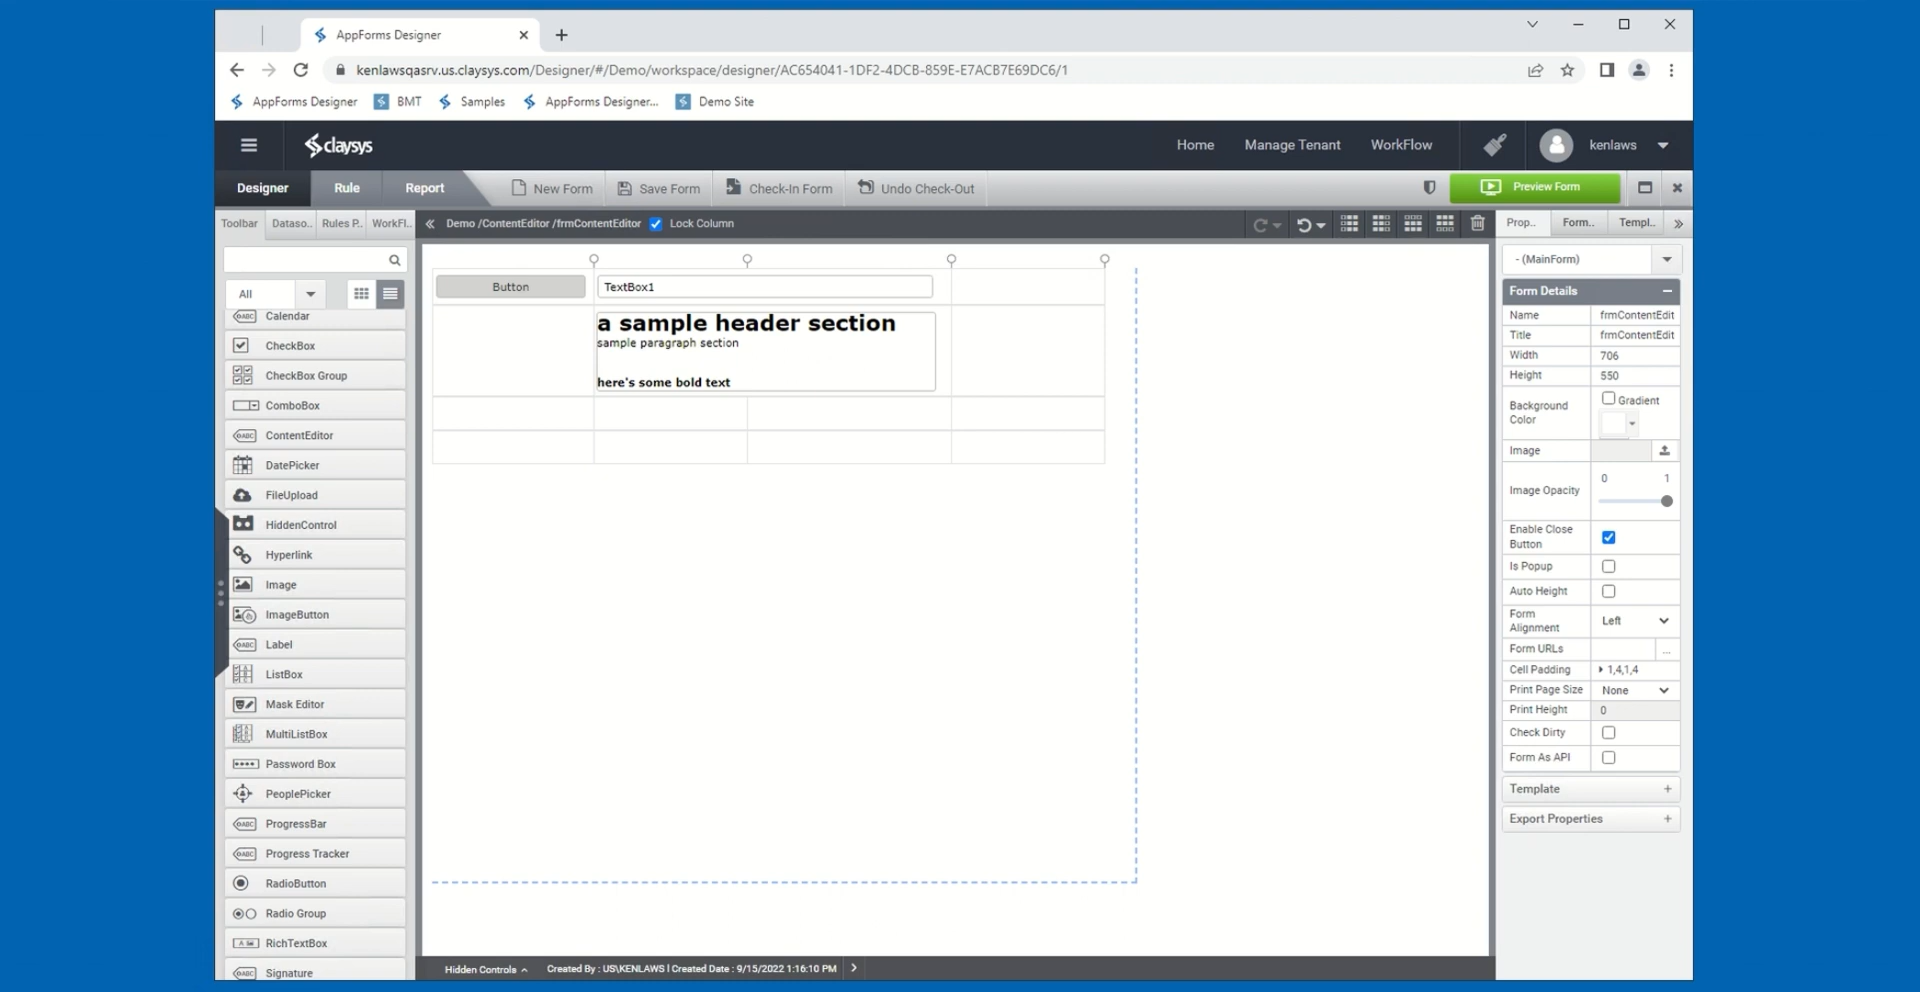 AppForms Designer
kenlawsqasrv.us.claysys.com/Designer/#/Demo/workspace/designer/AC654041-1DF2-4DCB-859E-E7ACB7E69DC6/1
AppForms Designer BMT Samples AppForms Designer... Demo Site
claysys Home Manage Tenant WorkFlow kenlaws
Designer Rule Report New Form Save Form Check-In Form Undo Check-Out Preview Form
Toolbar Dataso.. Rules P.. WorkFl.. Demo /ContentEditor /frmContentEditor Lock Column Prop.. Form.. Templ..
All
Calendar
CheckBox
CheckBox Group
ComboBox
ContentEditor
DatePicker
FileUpload
HiddenControl
Hyperlink
Image
ImageButton
Label
ListBox
Mask Editor
MultiListBox
Password Box
PeoplePicker
ProgressBar
Progress Tracker
RadioButton
Radio Group
RichTextBox
Signature
Button TextBox1
a sample header section
sample paragraph section
here's some bold text
Hidden Controls Created By : US\KENLAWS | Created Date : 9/15/2022 1:16:10 PM
- (MainForm)
Form Details
Name frmContentEdit
Title frmContentEdit
Width 706
Height 550
Background Color Gradient
Image
Image Opacity 0 1
Enable Close Button
Is Popup
Auto Height
Form Alignment Left
Form URLs ...
Cell Padding 1,4,1,4
Print Page Size None
Print Height 0
Check Dirty
Form As API
Template +
Export Properties +